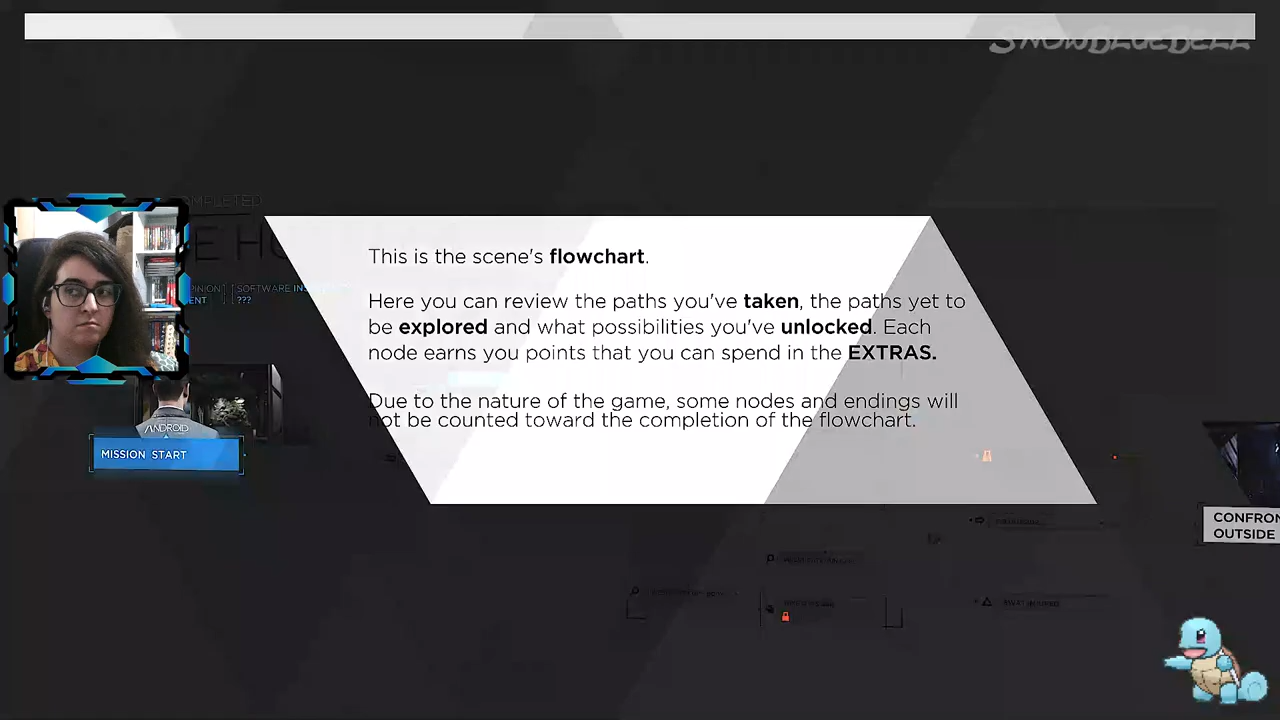 SNOWBLUEBELL
This is the scene's flowchart.
Here you can review the paths you've taken, the paths yet to
be explored and what possibilities you've unlocked. Each
node earns you points that you can spend in the EXTRAS.
Due to the nature of the game, some nodes and endings will
not be counted toward the completion of the flowchart.
???
ANDROID
MISSION START
CONFRON
OUTSIDE